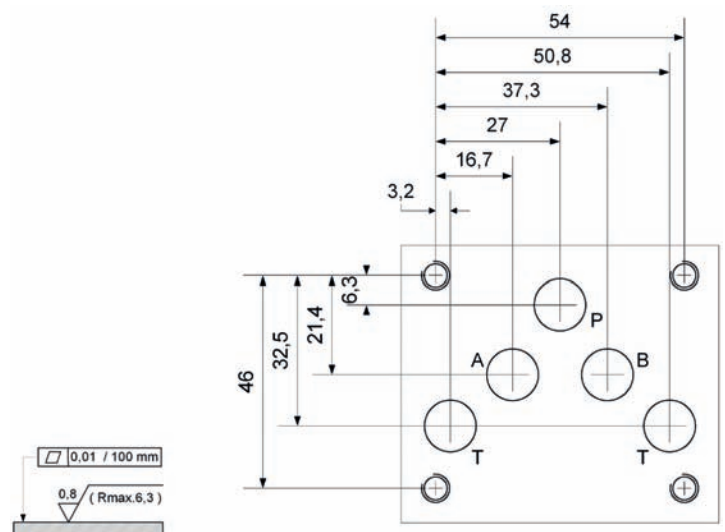 54
50,8
37,3
27
16,7
3,2
6,3
21,4
32,5
46
P
A
B
T
T
0,01 / 100 mm
0,8
( Rmax.6,3 )